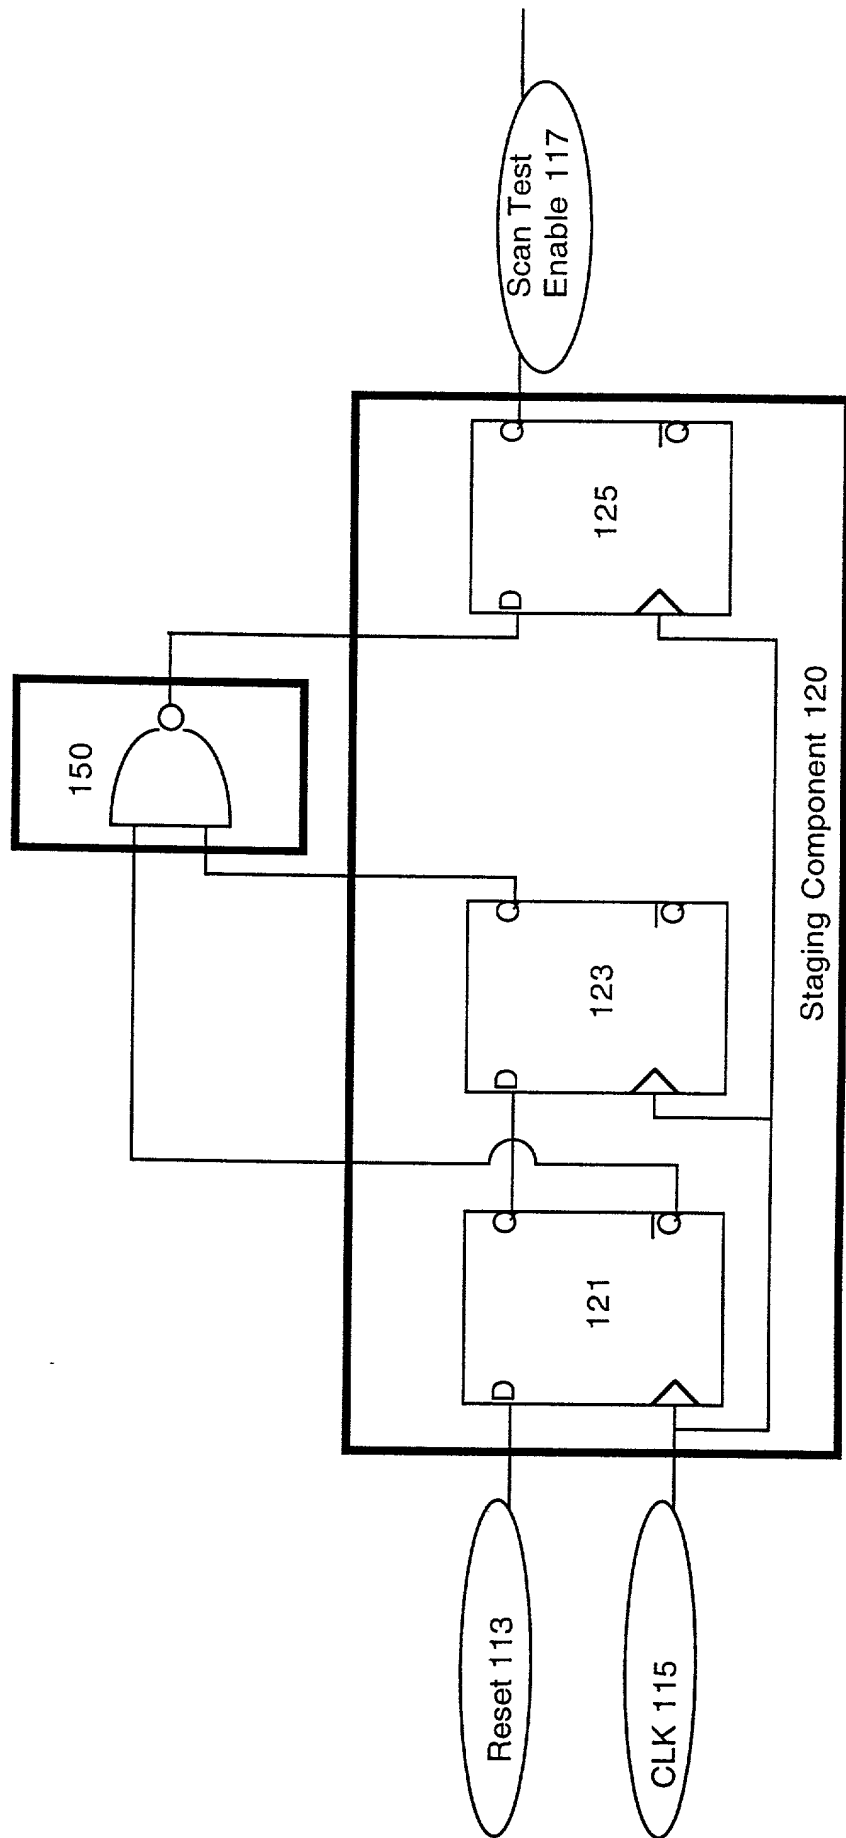 Reset 113
CLK 115
D
Q
Q
121
D
Q
Q
123
150
D
Q
Q
125
Staging Component 120
Scan Test
Enable 117